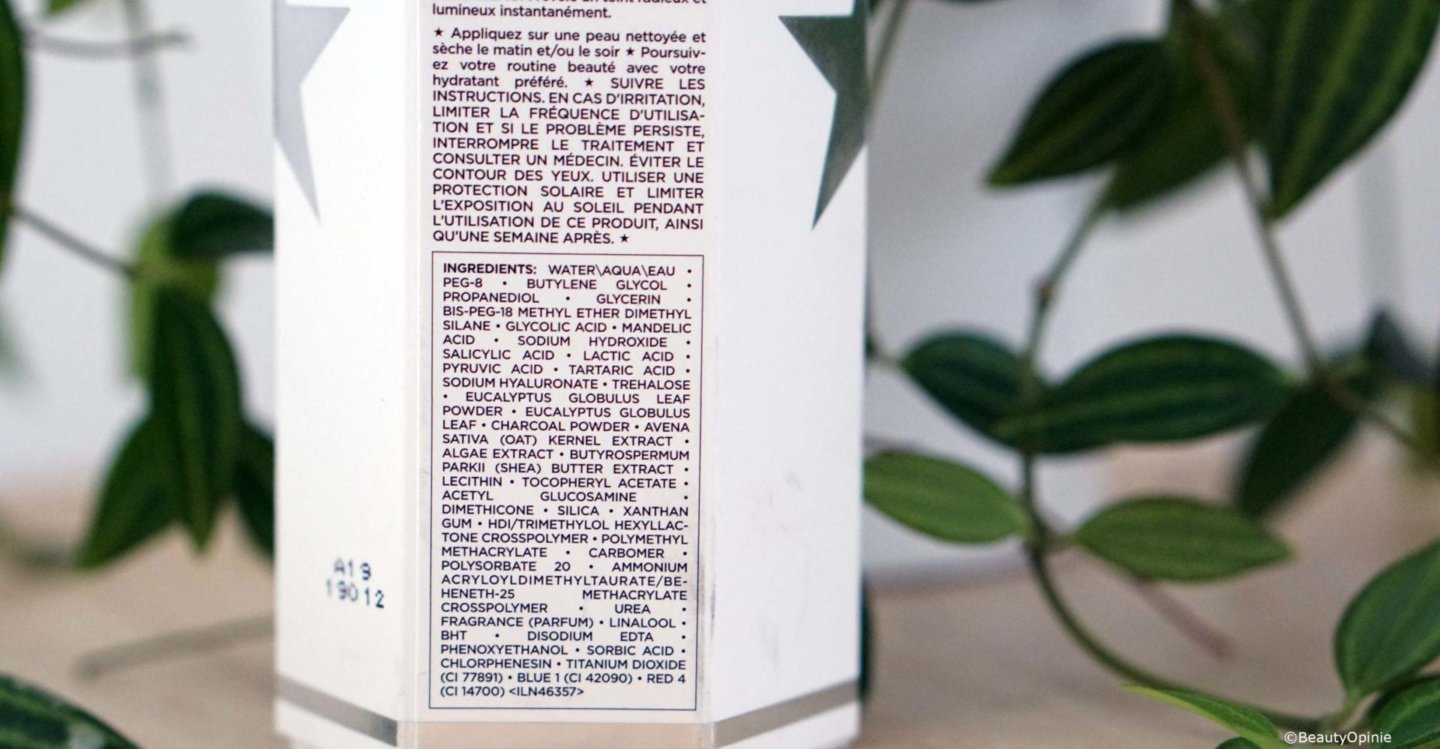 lumineux instantanément.
★ Appliquez sur une peau nettoyée et
sèche le matin et/ou le soir ★ Poursuiv-
ez votre routine beauté avec votre
hydratant préféré. ★ SUIVRE LES
INSTRUCTIONS. EN CAS D'IRRITATION,
LIMITER LA FRÉQUENCE D'UTILISA-
TION ET SI LE PROBLÈME PERSISTE,
INTERROMPRE LE TRAITEMENT ET
CONSULTER UN MÉDECIN. ÉVITER LE
CONTOUR DES YEUX. UTILISER UNE
PROTECTION SOLAIRE ET LIMITER
L'EXPOSITION AU SOLEIL PENDANT
L'UTILISATION DE CE PRODUIT, AINSI
QU'UNE SEMAINE APRÈS. ★
INGREDIENTS: WATER\AQUA\EAU •
PEG-8 • BUTYLENE GLYCOL •
PROPANEDIOL • GLYCERIN •
BIS-PEG-18 METHYL ETHER DIMETHYL
SILANE • GLYCOLIC ACID • MANDELIC
ACID • SODIUM HYDROXIDE •
SALICYLIC ACID • LACTIC ACID •
PYRUVIC ACID • TARTARIC ACID •
SODIUM HYALURONATE • TREHALOSE
• EUCALYPTUS GLOBULUS LEAF
POWDER • EUCALYPTUS GLOBULUS
LEAF • CHARCOAL POWDER • AVENA
SATIVA (OAT) KERNEL EXTRACT •
ALGAE EXTRACT • BUTYROSPERMUM
PARKII (SHEA) BUTTER EXTRACT •
LECITHIN • TOCOPHERYL ACETATE •
ACETYL GLUCOSAMINE •
DIMETHICONE • SILICA • XANTHAN
GUM • HDI/TRIMETHYLOL HEXYLLAC-
TONE CROSSPOLYMER • POLYMETHYL
METHACRYLATE • CARBOMER •
POLYSORBATE 20 • AMMONIUM
ACRYLOYLDIMETHYLTAURATE/BE-
HENETH-25 METHACRYLATE
CROSSPOLYMER • UREA •
FRAGRANCE (PARFUM) • LINALOOL •
BHT • DISODIUM EDTA •
PHENOXYETHANOL • SORBIC ACID •
CHLORPHENESIN • TITANIUM DIOXIDE
(CI 77891) • BLUE 1 (CI 42090) • RED 4
(CI 14700) <ILN46357>
A19
19012
©BeautyOpinie